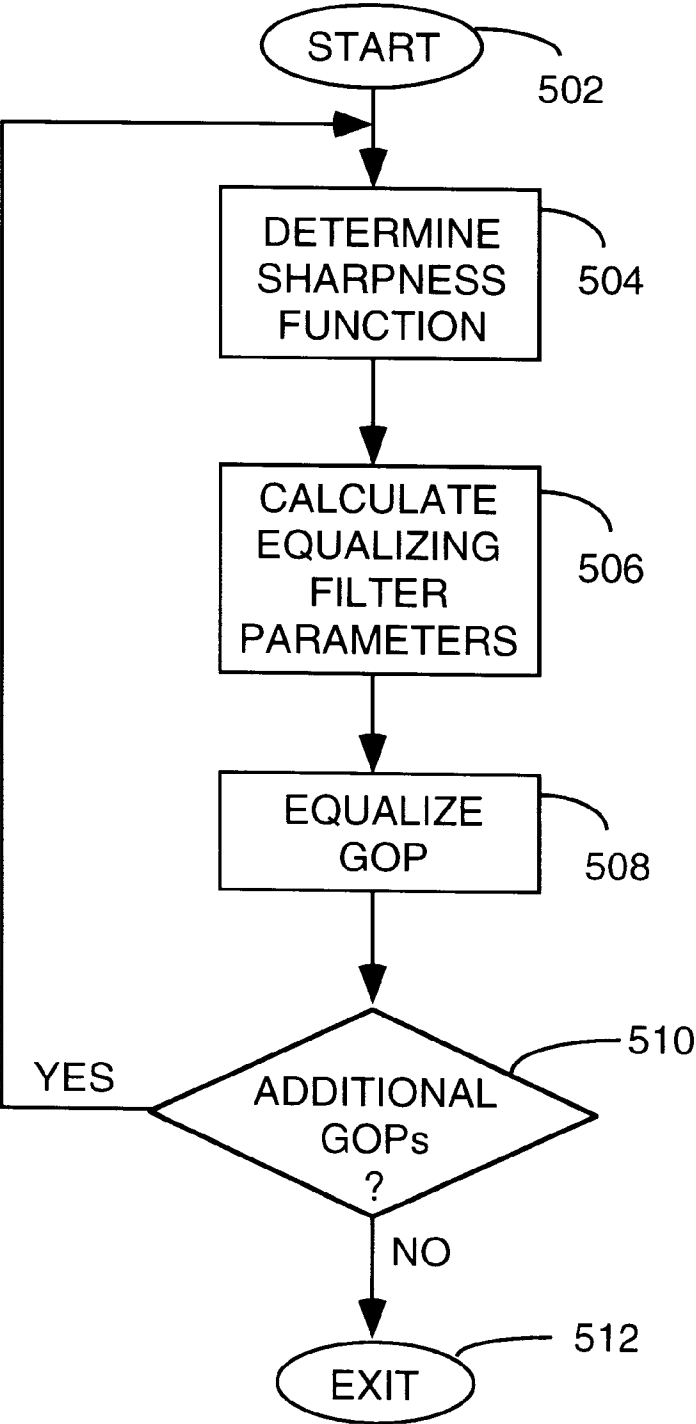 START
502
DETERMINE
SHARPNESS
FUNCTION
504
CALCULATE
EQUALIZING
FILTER
PARAMETERS
506
EQUALIZE
GOP
508
510
YES
ADDITIONAL
GOPs
?
NO
512
EXIT